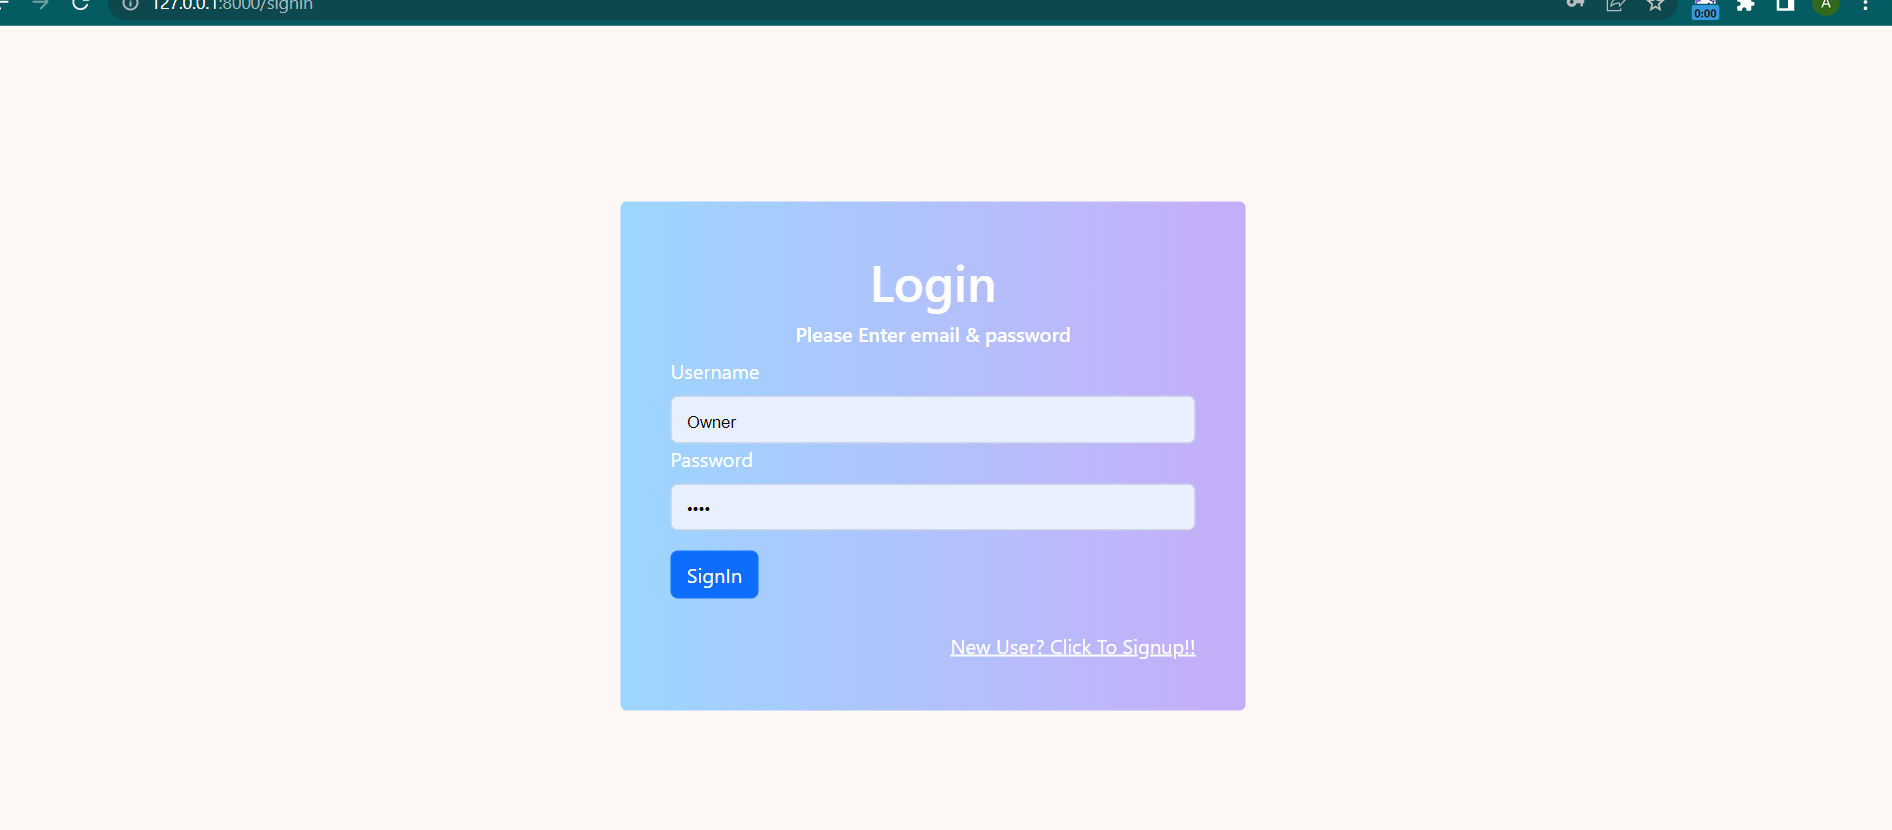 127.0.0.1:8000/signin
0:00
A
Login
Please Enter email & password
Username
Owner
Password
••••
SignIn
New User? Click To Signup!!